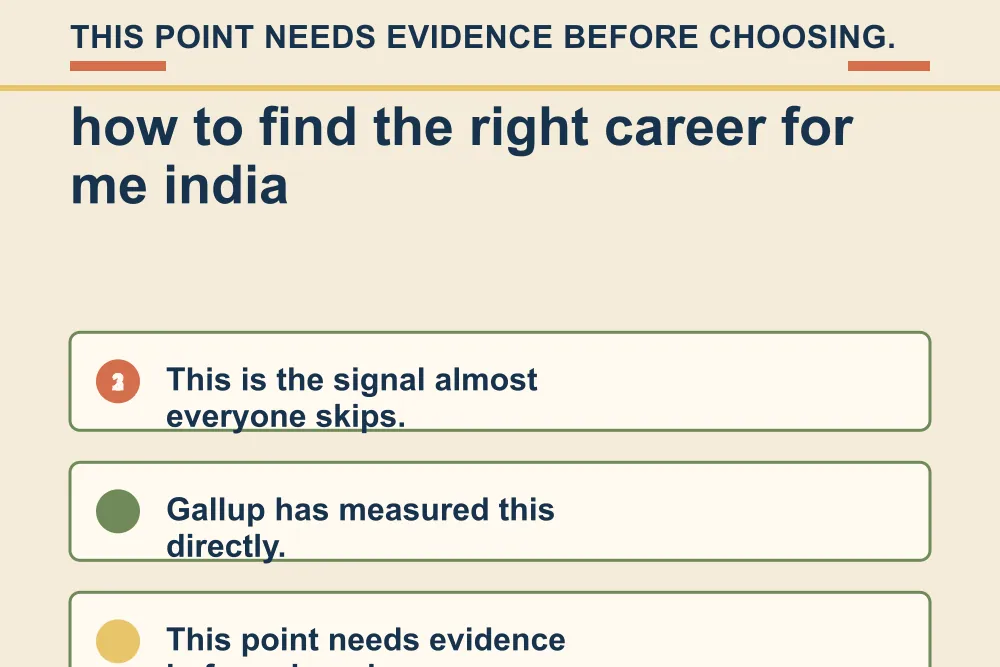 THIS POINT NEEDS EVIDENCE BEFORE CHOOSING.
how to find the right career for
me india
This is the signal almost
everyone skips.
Gallup has measured this
directly.
This point needs evidence